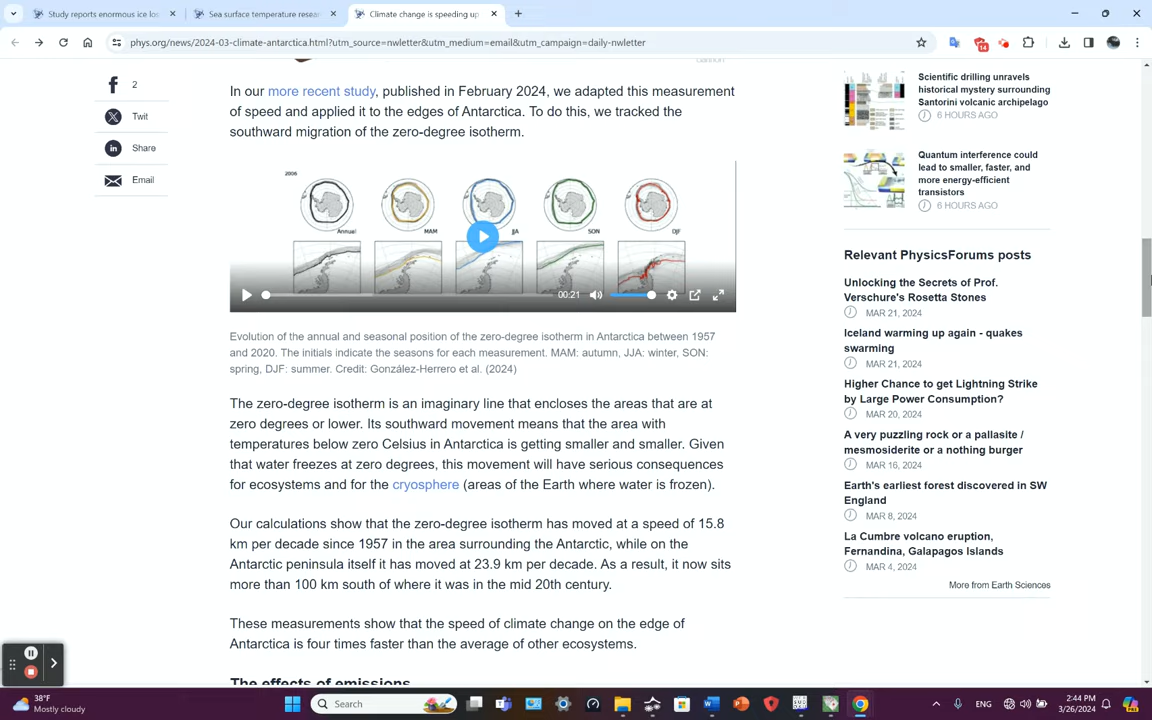 Study reports enormous ice los
Sea surface temperature resea
Climate change is speeding up
phys.org/news/2024-03-climate-antarctica.html?utm_source=nwletter&utm_medium=email&utm_campaign=daily-nwletter
14
2
Twit
Share
Email
In our more recent study, published in February 2024, we adapted this measurement
of speed and applied it to the edges of Antarctica. To do this, we tracked the
southward migration of the zero-degree isotherm.
2006
Annual
MAM
JJA
SON
DJF
00:21
Evolution of the annual and seasonal position of the zero-degree isotherm in Antarctica between 1957
and 2020. The initials indicate the seasons for each measurement. MAM: autumn, JJA: winter, SON:
spring, DJF: summer. Credit: González-Herrero et al. (2024)
The zero-degree isotherm is an imaginary line that encloses the areas that are at
zero degrees or lower. Its southward movement means that the area with
temperatures below zero Celsius in Antarctica is getting smaller and smaller. Given
that water freezes at zero degrees, this movement will have serious consequences
for ecosystems and for the cryosphere (areas of the Earth where water is frozen).
Our calculations show that the zero-degree isotherm has moved at a speed of 15.8
km per decade since 1957 in the area surrounding the Antarctic, while on the
Antarctic peninsula itself it has moved at 23.9 km per decade. As a result, it now sits
more than 100 km south of where it was in the mid 20th century.
These measurements show that the speed of climate change on the edge of
Antarctica is four times faster than the average of other ecosystems.
The effects of emissions
Scientific drilling unravels
historical mystery surrounding
Santorini volcanic archipelago
6 HOURS AGO
Quantum interference could
lead to smaller, faster, and
more energy-efficient
transistors
6 HOURS AGO
Relevant PhysicsForums posts
Unlocking the Secrets of Prof.
Verschure's Rosetta Stones
MAR 21, 2024
Iceland warming up again - quakes
swarming
MAR 21, 2024
Higher Chance to get Lightning Strike
by Large Power Consumption?
MAR 20, 2024
A very puzzling rock or a pallasite /
mesmosiderite or a nothing burger
MAR 16, 2024
Earth's earliest forest discovered in SW
England
MAR 8, 2024
La Cumbre volcano eruption,
Fernandina, Galapagos Islands
MAR 4, 2024
More from Earth Sciences
38°F
Mostly cloudy
Search
ENG
2:44 PM
3/26/2024